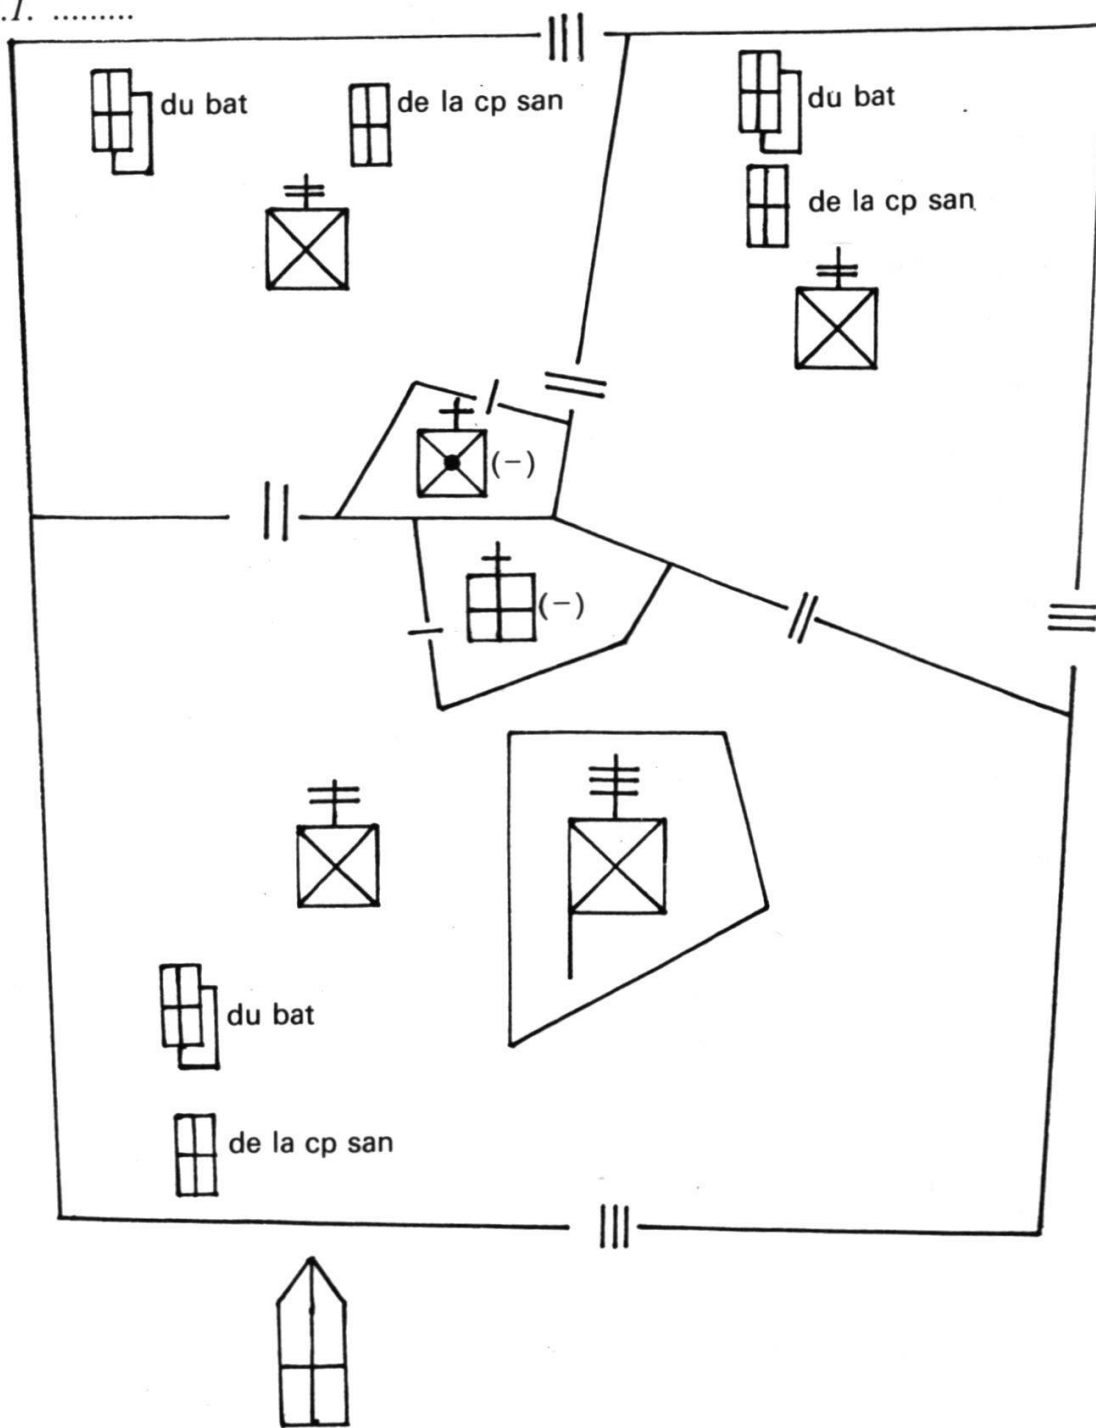 .I. .........
du bat
de la cp san
du bat
de la cp san
(-)
(-)
du bat
de la cp san